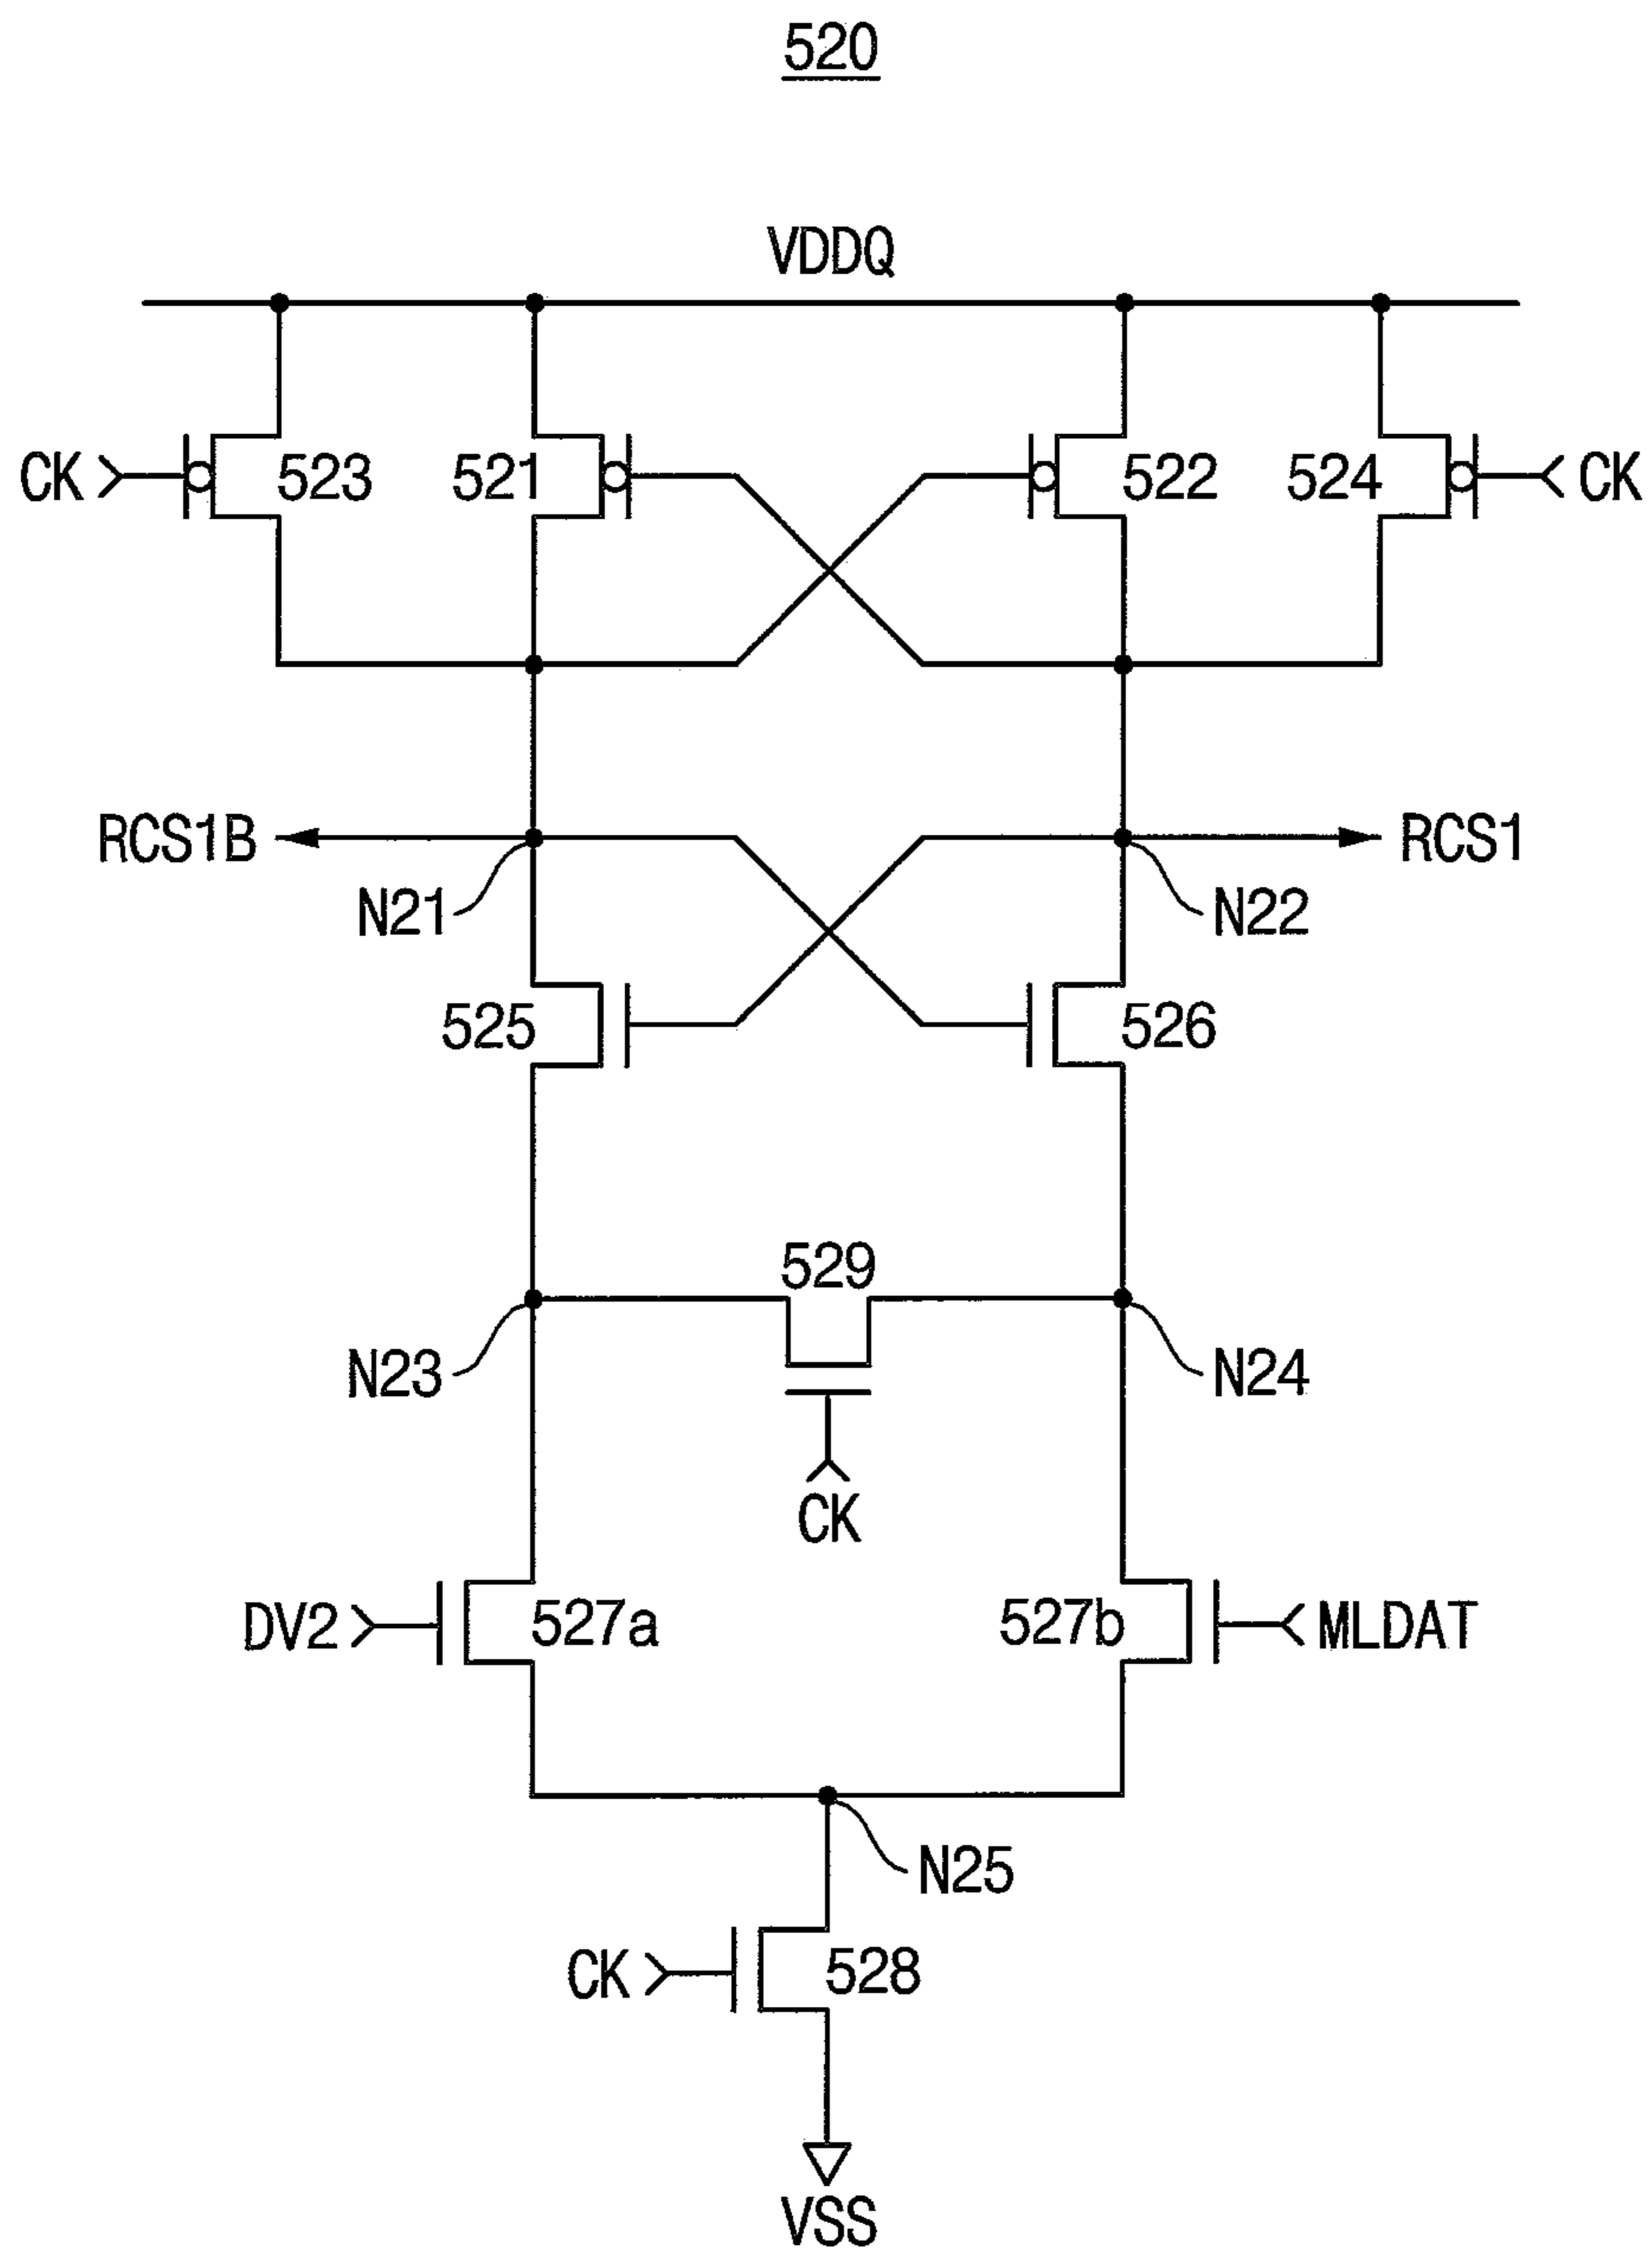 520
VDDQ
CK 523 521 522 524 CK
RCS1B RCS1
N21 N22
525 526
529
N23 N24
CK
DV2 527a 527b MLDAT
N25
CK 528
VSS